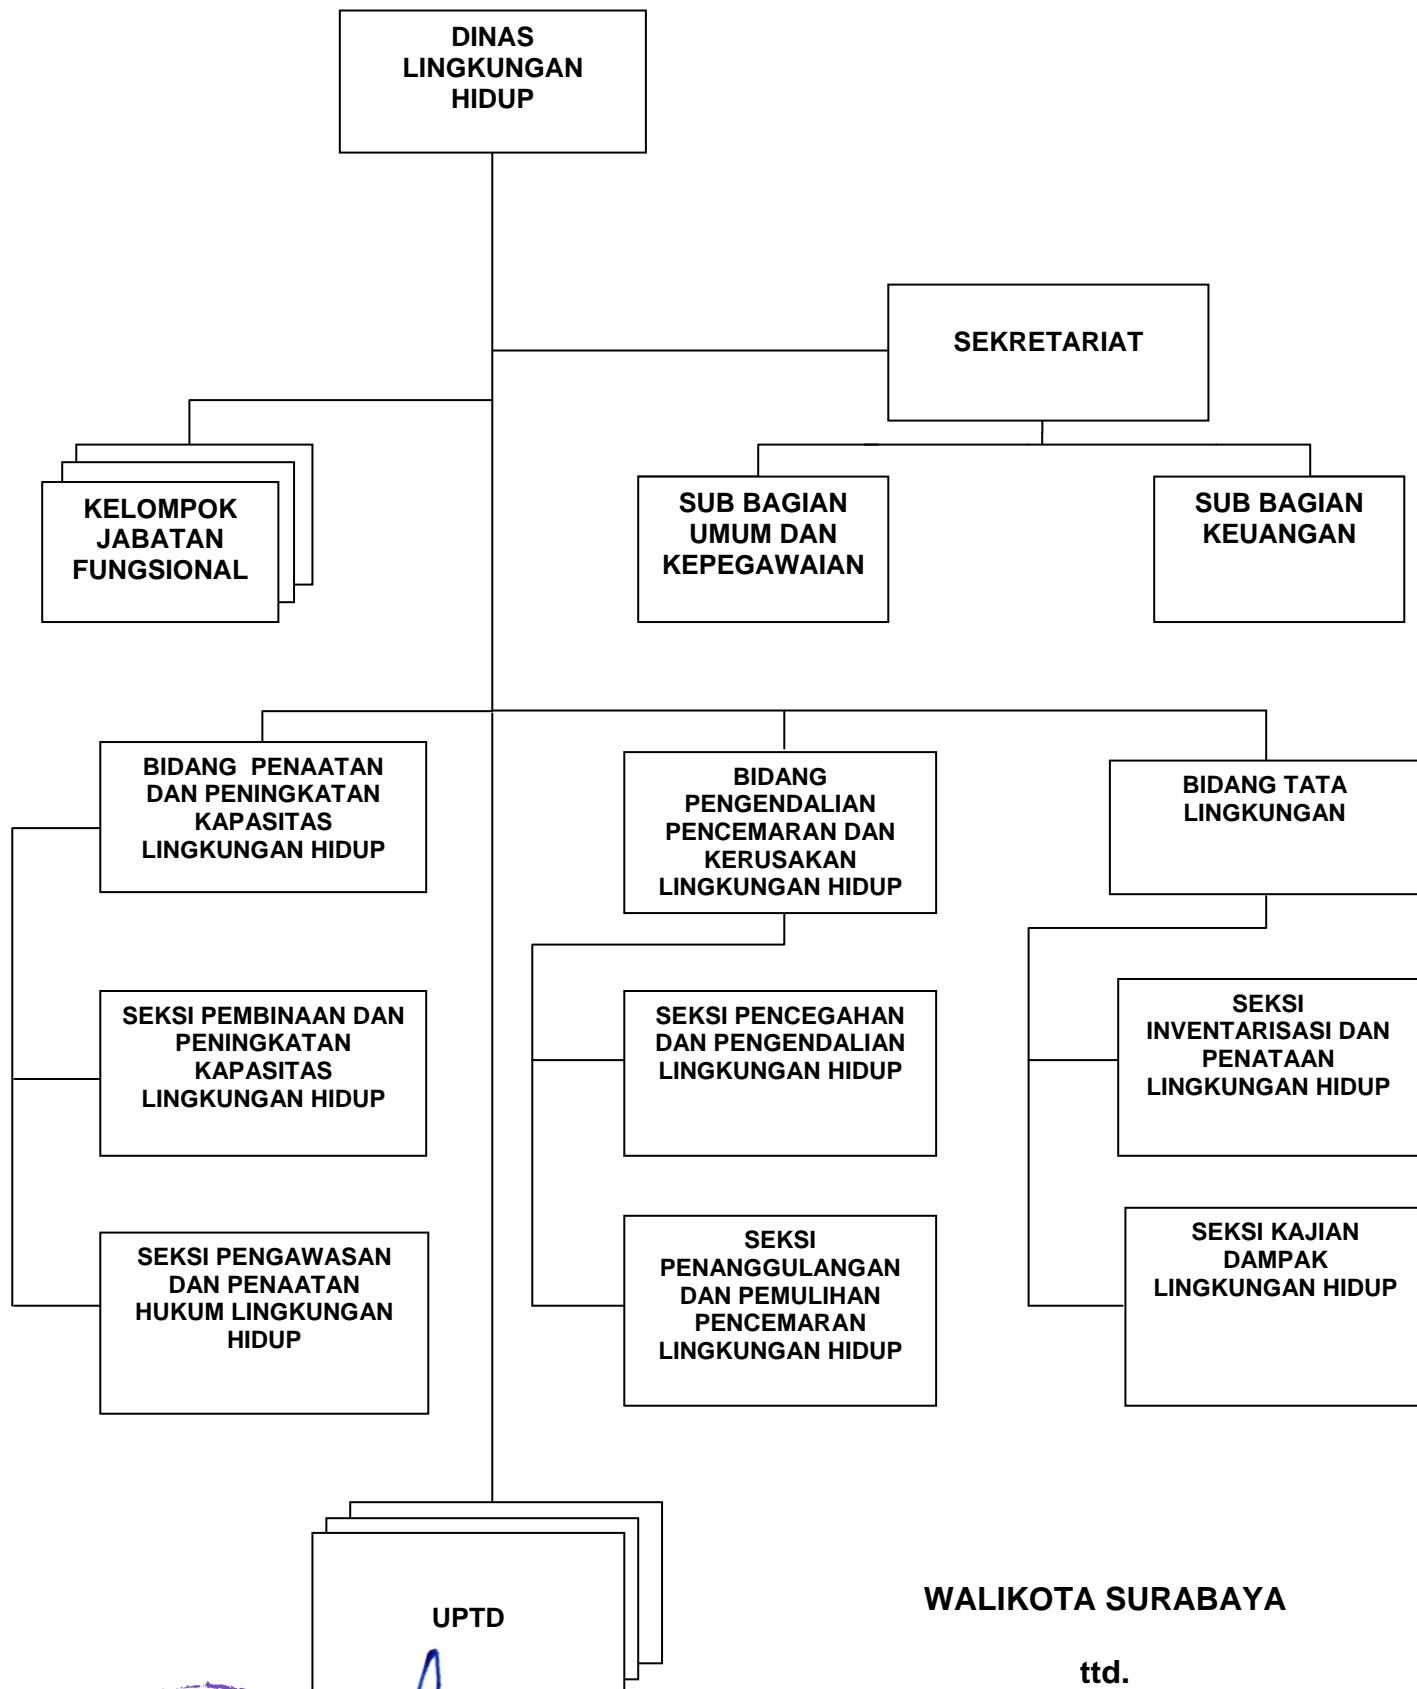 DINAS
LINGKUNGAN
HIDUP
SEKRETARIAT
KELOMPOK
JABATAN
FUNGSIONAL
SUB BAGIAN
UMUM DAN
KEPEGAWAIAN
SUB BAGIAN
KEUANGAN
BIDANG PENAATAN
DAN PENINGKATAN
KAPASITAS
LINGKUNGAN HIDUP
BIDANG
PENGENDALIAN
PENCEMARAN DAN
KERUSAKAN
LINGKUNGAN HIDUP
BIDANG TATA
LINGKUNGAN
SEKSI PEMBINAAN DAN
PENINGKATAN
KAPASITAS
LINGKUNGAN HIDUP
SEKSI PENCEGAHAN
DAN PENGENDALIAN
LINGKUNGAN HIDUP
SEKSI
INVENTARISASI DAN
PENATAAN
LINGKUNGAN HIDUP
SEKSI PENGAWASAN
DAN PENAATAN
HUKUM LINGKUNGAN
HIDUP
SEKSI
PENANGGULANGAN
DAN PEMULIHAN
PENCEMARAN
LINGKUNGAN HIDUP
SEKSI KAJIAN
DAMPAK
LINGKUNGAN HIDUP
UPTD
WALIKOTA SURABAYA
ttd.